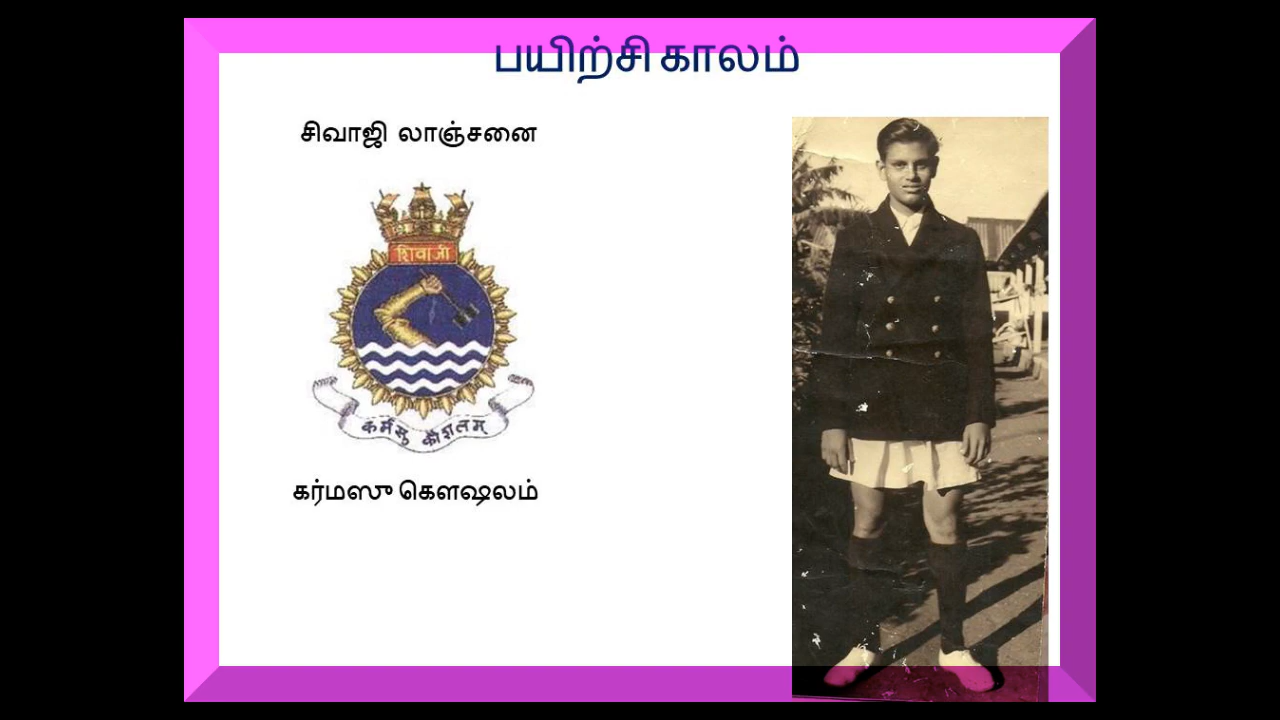 பயிற்சி காலம்
சிவாஜி லாஞ்சனை
शिवाजी
कर्मसु कौशलम्
கர்மஸு கௌஷலம்